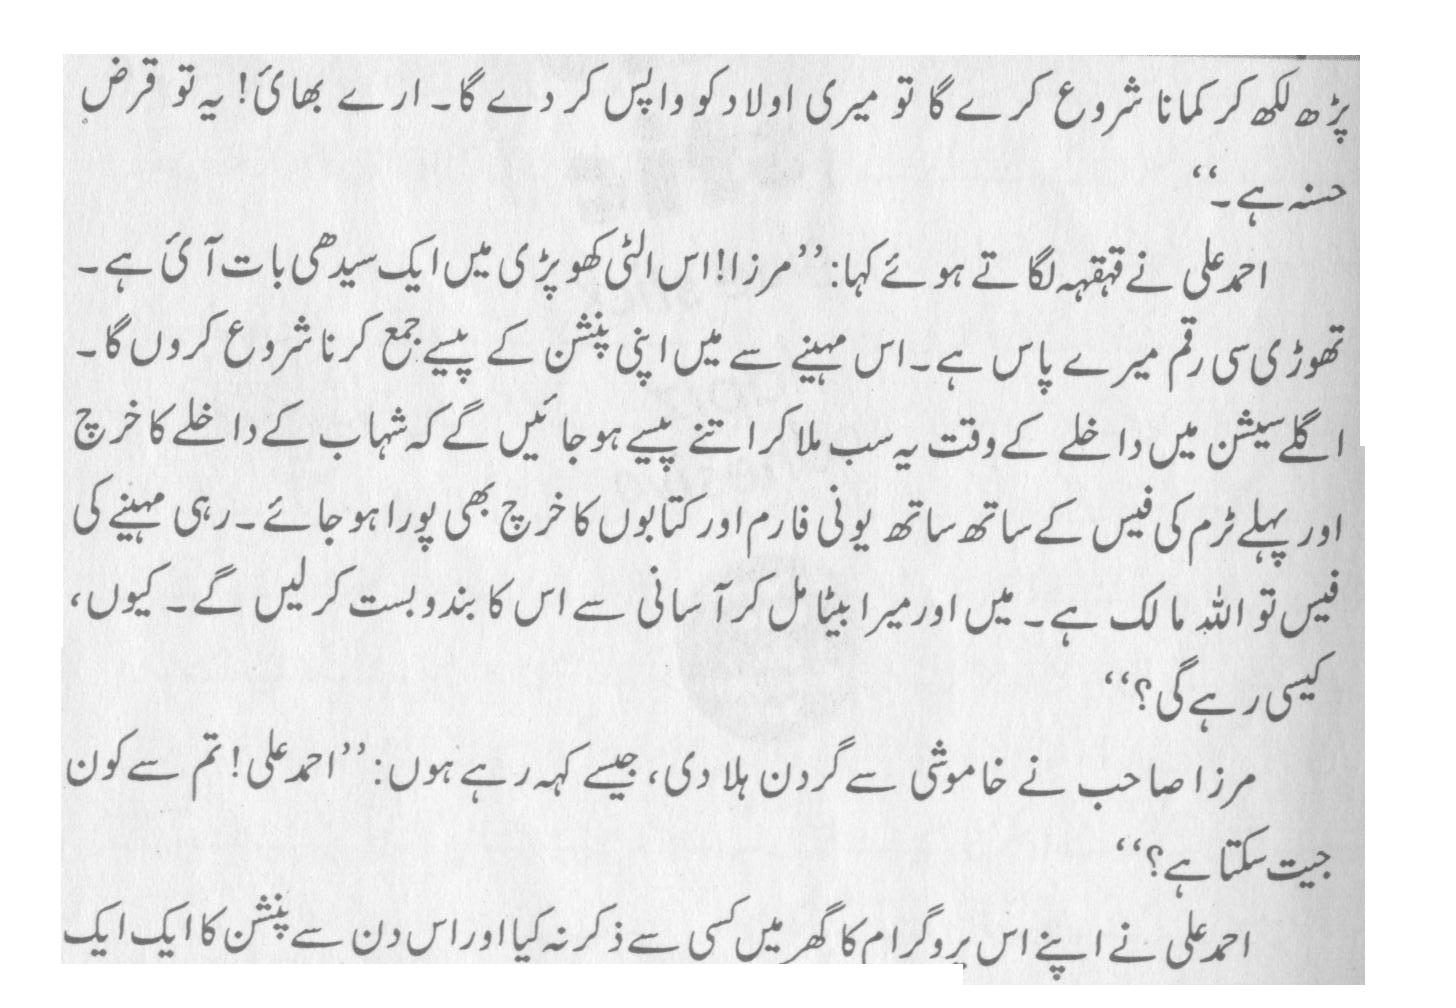 پڑھ لکھ کر کمانا شروع کرے گا تو میری اولاد کو واپس کر دے گا۔ ارے بھائی! یہ تو قرضِ
حسنہ ہے۔‘‘
احمد علی نے قہقہہ لگاتے ہوئے کہا: ’’مرزا! اس الٹی کھوپڑی میں ایک سیدھی بات آئی ہے۔
تھوڑی سی رقم میرے پاس ہے۔ اس مہینے سے میں اپنی پنشن کے پیسے جمع کرنا شروع کروں گا۔
اگلے سیشن میں داخلے کے وقت یہ سب ملا کر اتنے پیسے ہو جائیں گے کہ شہاب کے داخلے کا خرچ
اور پہلے ٹرم کی فیس کے ساتھ ساتھ یونی فارم اور کتابوں کا خرچ بھی پورا ہو جائے۔ رہی مہینے کی
فیس تو اللہ مالک ہے۔ میں اور میرا بیٹا مل کر آسانی سے اس کا بندوبست کر لیں گے۔ کیوں،
کیسی رہے گی؟‘‘
مرزا صاحب نے خاموشی سے گردن ہلا دی، جیسے کہہ رہے ہوں: ’’احمد علی! تم سے کون
جیت سکتا ہے؟‘‘
احمد علی نے اپنے اس پروگرام کا گھر میں کسی سے ذکر نہ کیا اور اس دن سے پنشن کا ایک ایک